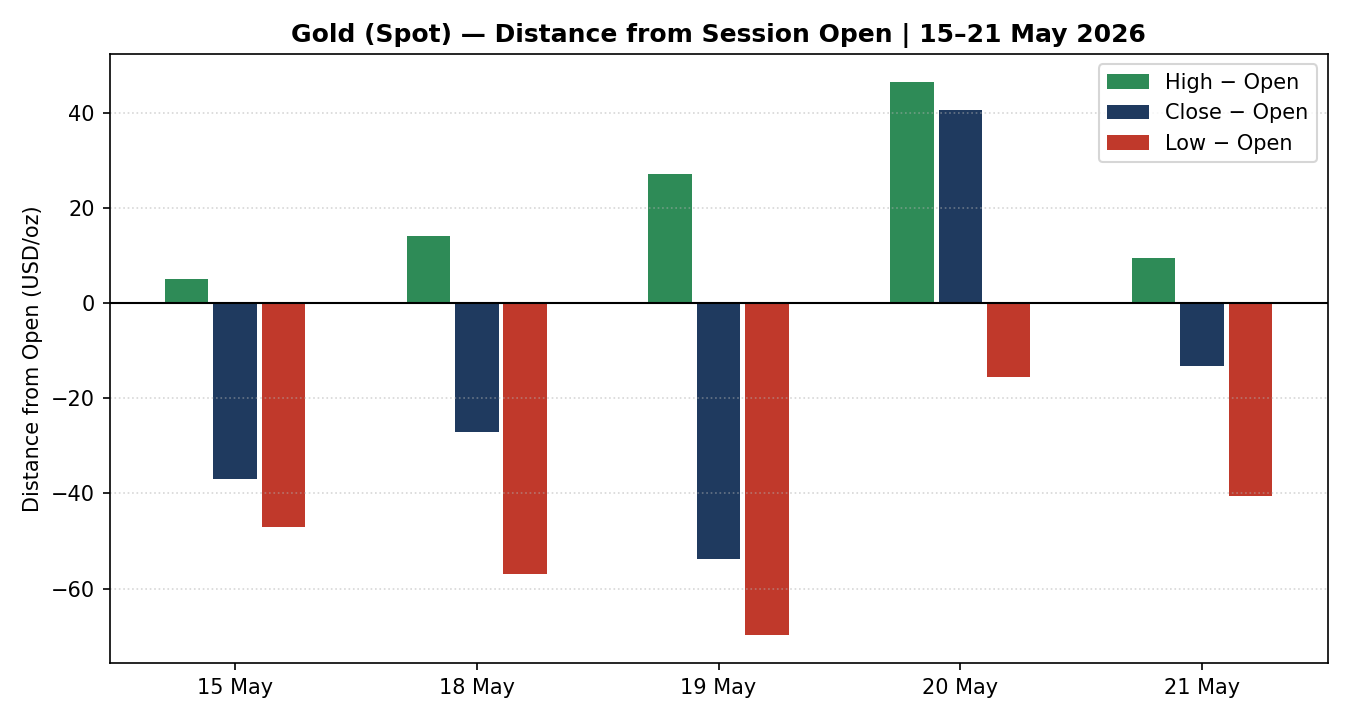 Gold (Spot) — Distance from Session Open | 15–21 May 2026
High − Open
Close − Open
Low − Open
Distance from Open (USD/oz)
40
20
0
−20
−40
−60
15 May
18 May
19 May
20 May
21 May